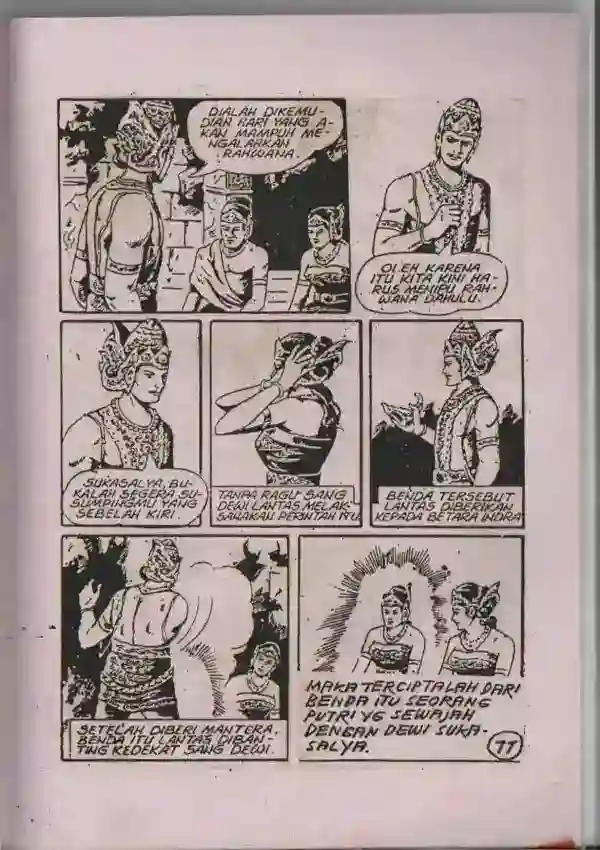 DIALAH DIKEMU-
DIAN HARI YANG A-
KAN MAMPUH ME-
NGALAHKAN
RAHWANA.
OLEH KARENA
ITU KITA KINI HA-
RUS MENIPU RAH-
WANA DAHULU.
SUKASALYA, BU-
KALAH SEGERA SU-
SUMPINGMU YANG
SEBELAH KIRI.
TANPA RAGU SANG
DEWI LANTAS MELAK-
SANAKAN PERINTAH ITU
BENDA TERSEBUT
LANTAS DIBERIKAN
KEPADA BETARA INDRA
SETELAH DIBERI MANTERA,
BENDA ITU LANTAS DIBAN-
TING KEDEKAT SANG DEWI.
MAKA TERCIPTALAH DARI
BENDA ITU SEORANG
PUTRI YG SEWAJAH
DENGAN DEWI SUKA-
SALYA.
77